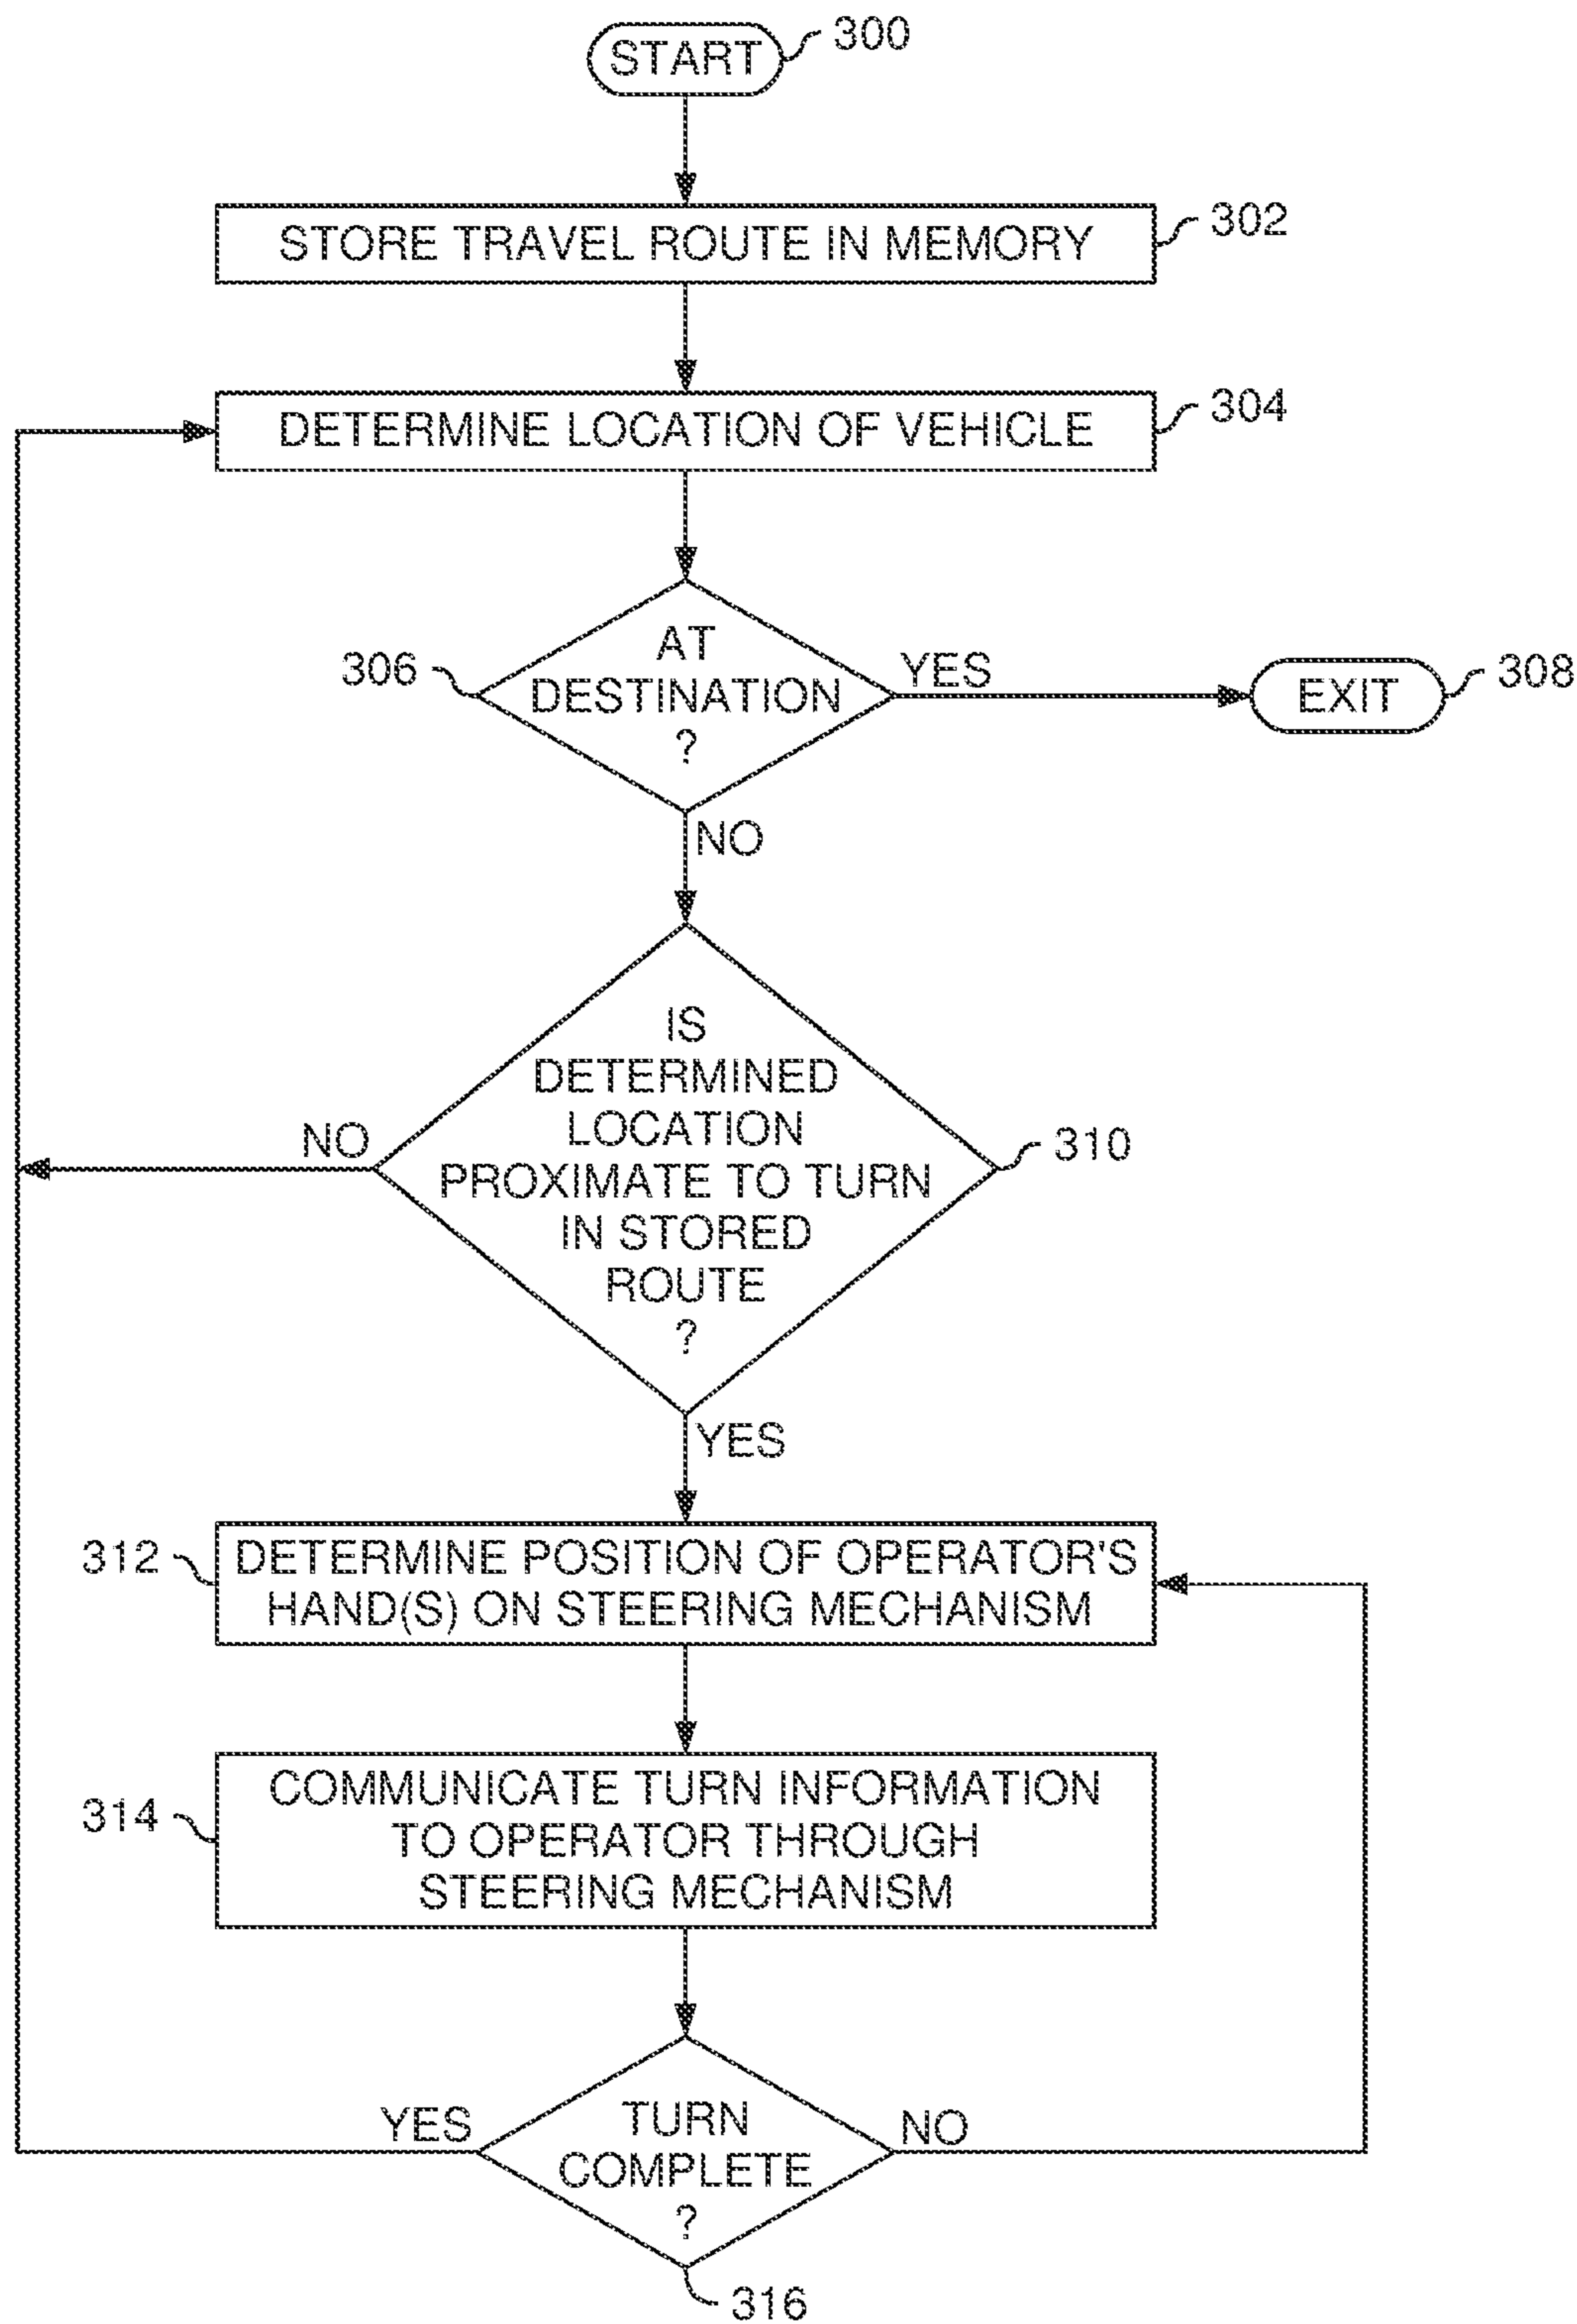 START
300
STORE TRAVEL ROUTE IN MEMORY
302
DETERMINE LOCATION OF VEHICLE
304
306
AT
DESTINATION
?
YES
EXIT
308
NO
IS
DETERMINED
LOCATION
PROXIMATE TO TURN
IN STORED
ROUTE
?
NO
310
YES
312
DETERMINE POSITION OF OPERATOR'S
HAND(S) ON STEERING MECHANISM
314
COMMUNICATE TURN INFORMATION
TO OPERATOR THROUGH
STEERING MECHANISM
YES
TURN
COMPLETE
?
NO
316